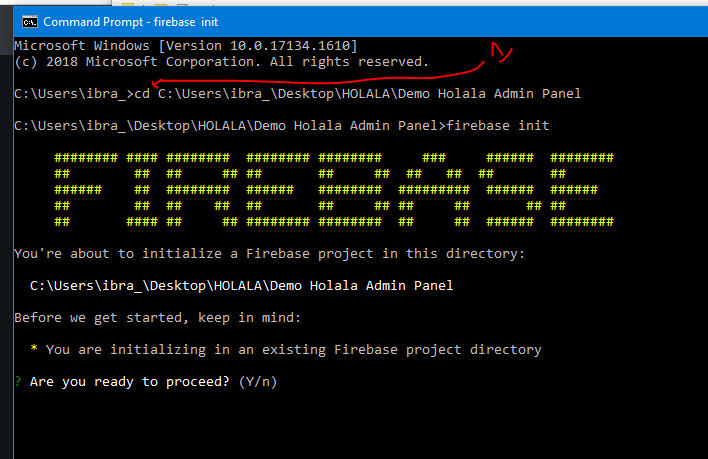 Command Prompt - firebase init
Microsoft Windows [Version 10.0.17134.1610]
(c) 2018 Microsoft Corporation. All rights reserved.
C:\Users\ibra_>cd C:\Users\ibra_\Desktop\HOLALA\Demo Holala Admin Panel
C:\Users\ibra_\Desktop\HOLALA\Demo Holala Admin Panel>firebase init
FIREBASE
You're about to initialize a Firebase project in this directory:
C:\Users\ibra_\Desktop\HOLALA\Demo Holala Admin Panel
Before we get started, keep in mind:
* You are initializing in an existing Firebase project directory
? Are you ready to proceed? (Y/n)